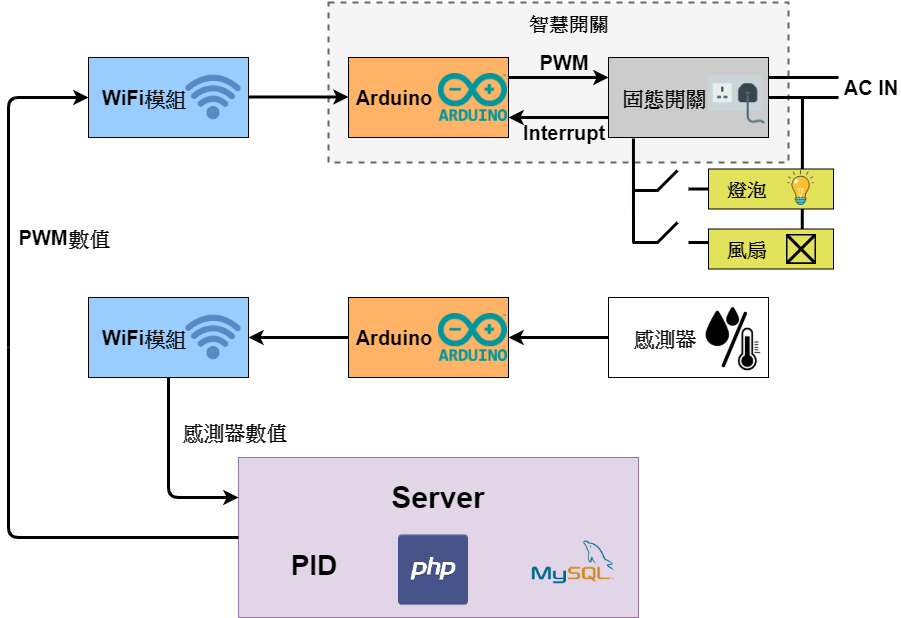 智慧開關
WiFi模組
Arduino
ARDUINO
PWM
Interrupt
固態開關
AC IN
燈泡
風扇
PWM數值
WiFi模組
Arduino
ARDUINO
感測器
感測器數值
Server
PID
php
MySQL